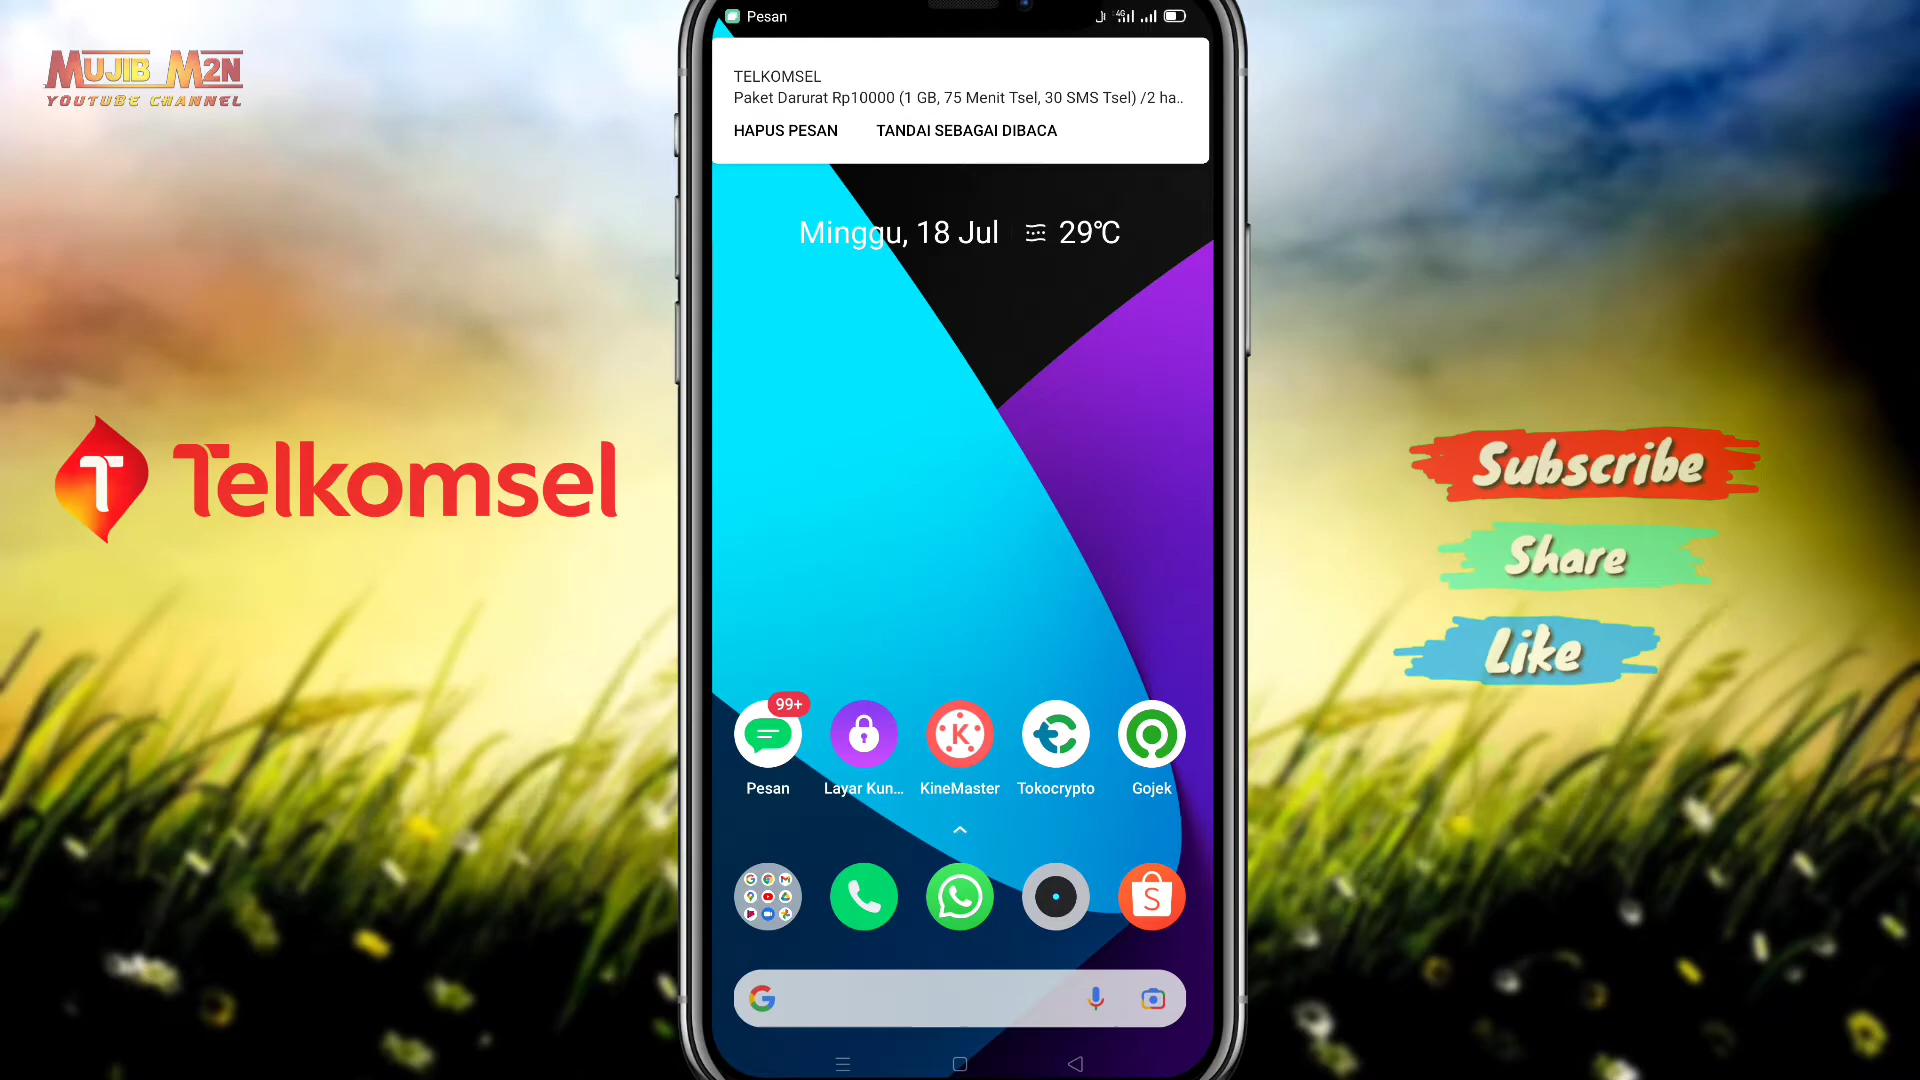 MUJIB M2N
YOUTUBE CHANNEL
Telkomsel
Pesan
4G
TELKOMSEL
Paket Darurat Rp10000 (1 GB, 75 Menit Tsel, 30 SMS Tsel) /2 ha..
HAPUS PESAN TANDAI SEBAGAI DIBACA
Minggu, 18 Jul 29°C
99+
Pesan Layar Kun... KineMaster Tokocrypto Gojek
Subscribe
Share
Like